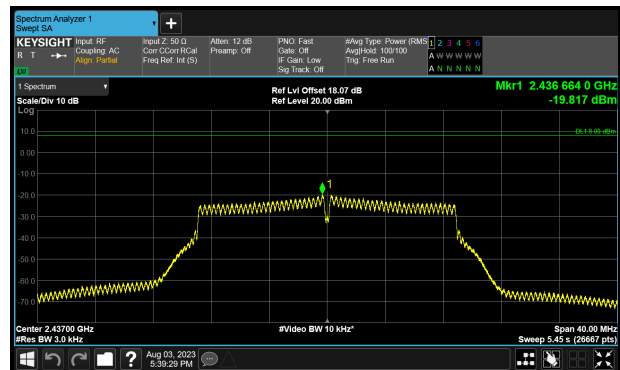 Spectrum Analyzer 1
Swept SA
+
KEYSIGHT
R T
Input: RF
Coupling: AC
Align: Partial
Input Z: 50 Ω
Corr CCorr RCal
Freq Ref: Int (S)
Atten: 12 dB
Preamp: Off
PNO: Fast
Gate: Off
IF Gain: Low
Sig Track: Off
#Avg Type: Power (RMS
Avg|Hold: 100/100
Trig: Free Run
1 2 3 4 5 6
A W W W W W
A N N N N N
1 Spectrum
Scale/Div 10 dB
Ref Lvl Offset 18.07 dB
Ref Level 20.00 dBm
Mkr1 2.436 664 0 GHz
-19.817 dBm
Log
10.0
0.00
-10.0
-20.0
-30.0
-40.0
-50.0
-60.0
-70.0
1
Center 2.43700 GHz
#Res BW 3.0 kHz
#Video BW 10 kHz*
Span 40.00 MHz
Sweep 5.45 s (26667 pts)
?
Aug 03, 2023
5:39:29 PM